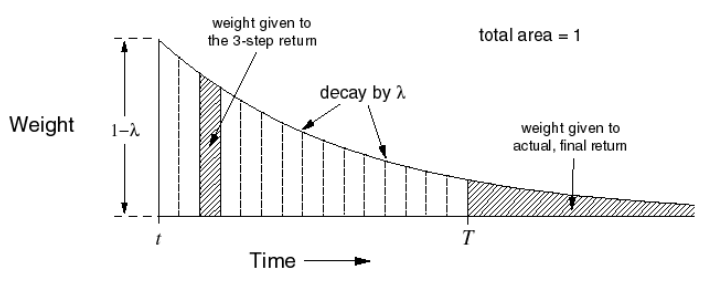 weight given to
the 3-step return
total area = 1
decay by λ
Weight
1−λ
weight given to
actual, final return
t
T
Time